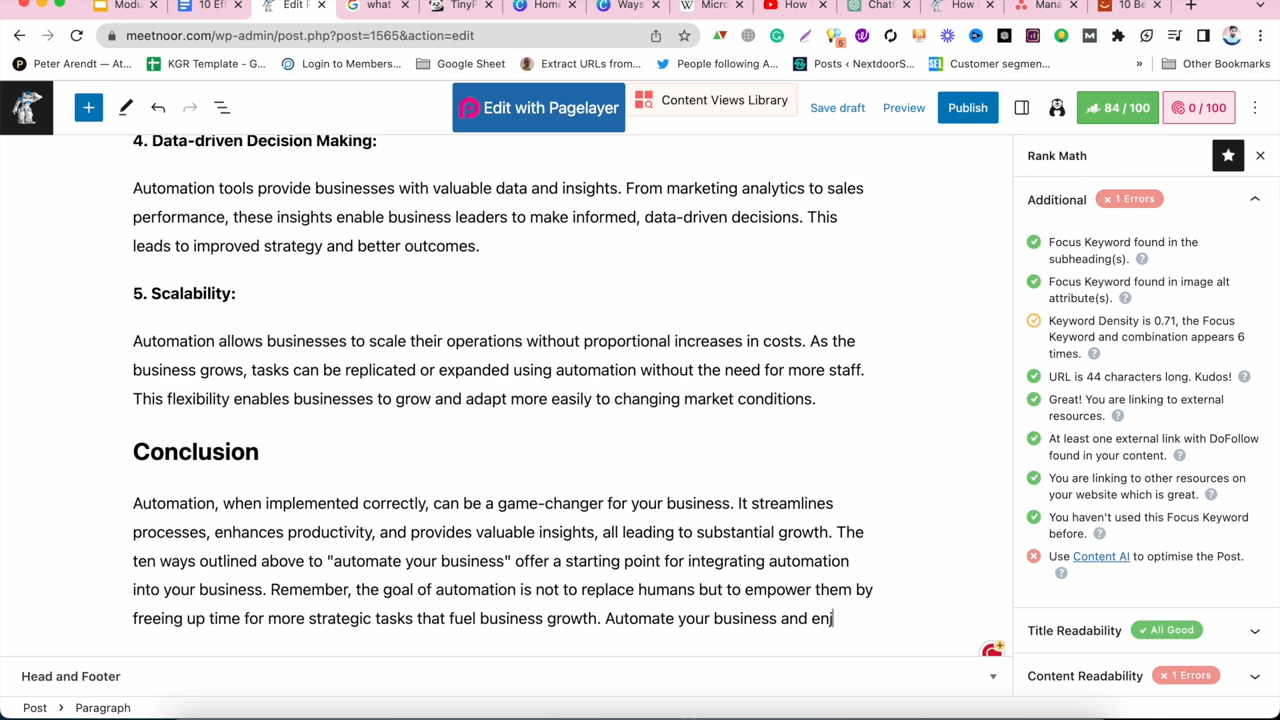 Modu
10 Ef
Edit F
what
TinyP
Home
Ways
Micro
How
ChatG
How
Mana
10 Be
meetnoor.com/wp-admin/post.php?post=1565&action=edit
5
Peter Arendt — At...
KGR Template - G...
Login to Members...
Google Sheet
Extract URLs from...
People following A...
Posts ‹ NextdoorS...
SEL
Customer segmen...
»
Other Bookmarks
Edit with Pagelayer
Content Views Library
Save draft
Preview
Publish
84 / 100
0 / 100
4. Data-driven Decision Making:
Automation tools provide businesses with valuable data and insights. From marketing analytics to sales
performance, these insights enable business leaders to make informed, data-driven decisions. This
leads to improved strategy and better outcomes.
5. Scalability:
Automation allows businesses to scale their operations without proportional increases in costs. As the
business grows, tasks can be replicated or expanded using automation without the need for more staff.
This flexibility enables businesses to grow and adapt more easily to changing market conditions.
Conclusion
Automation, when implemented correctly, can be a game-changer for your business. It streamlines
processes, enhances productivity, and provides valuable insights, all leading to substantial growth. The
ten ways outlined above to "automate your business" offer a starting point for integrating automation
into your business. Remember, the goal of automation is not to replace humans but to empower them by
freeing up time for more strategic tasks that fuel business growth. Automate your business and enj
Rank Math
Additional
× 1 Errors
Focus Keyword found in the
subheading(s).
Focus Keyword found in image alt
attribute(s).
Keyword Density is 0.71, the Focus
Keyword and combination appears 6
times.
URL is 44 characters long. Kudos!
Great! You are linking to external
resources.
At least one external link with DoFollow
found in your content.
You are linking to other resources on
your website which is great.
You haven't used this Focus Keyword
before.
Use Content AI to optimise the Post.
Title Readability
All Good
Content Readability
× 1 Errors
Head and Footer
Post
Paragraph